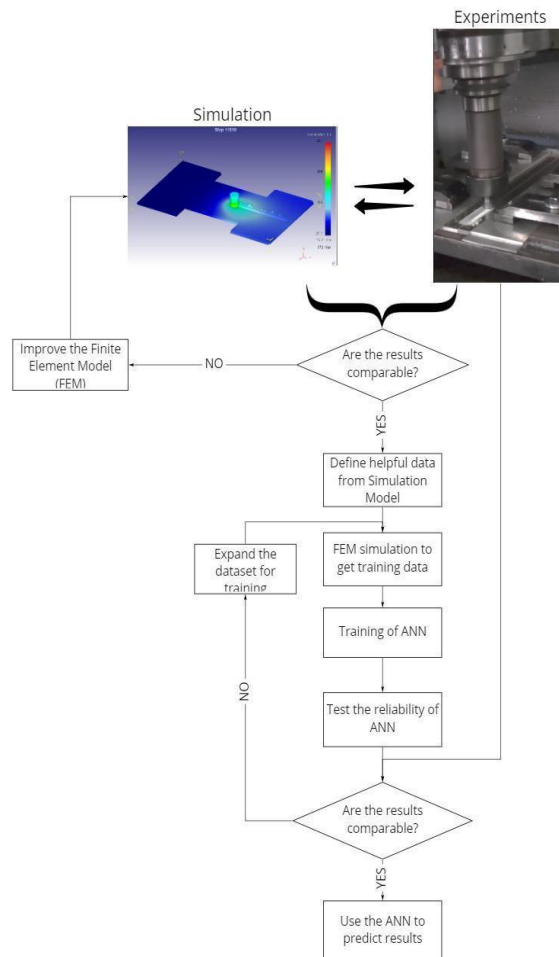 Experiments
Simulation
Improve the Finite
Element Model
(FEM)
NO
Are the results
comparable?
YES
Define helpful data
from Simulation
Model
Expand the
dataset for
training
FEM simulation to
get training data
Training of ANN
NO
Test the reliability of
ANN
Are the results
comparable?
YES
Use the ANN to
predict results